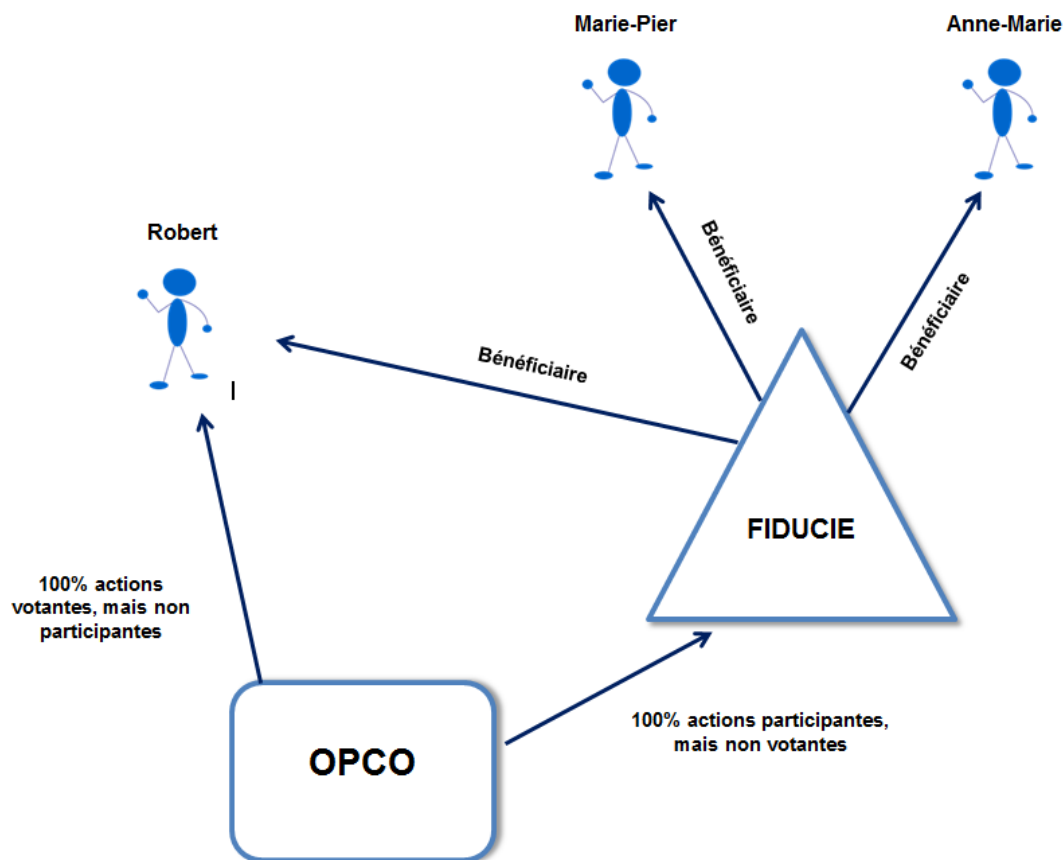 Marie-Pier
Anne-Marie
Robert
Bénéficiaire
Bénéficiaire
Bénéficiaire
FIDUCIE
100% actions
votantes, mais non
participantes
100% actions participantes,
mais non votantes
OPCO